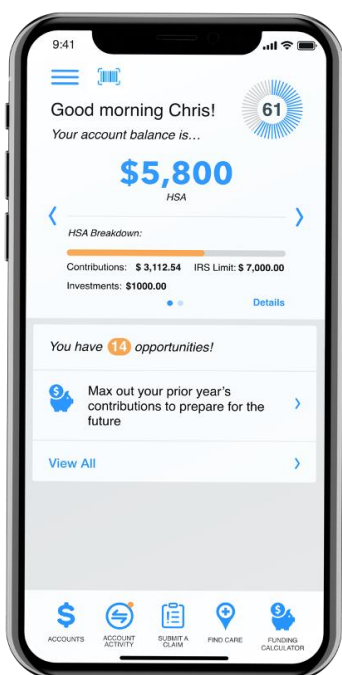 9:41
Good morning Chris!
61
Your account balance is...
$5,800
HSA
HSA Breakdown:
Contributions: $ 3,112.54 IRS Limit: $ 7,000.00
Investments: $1000.00
Details
You have 14 opportunities!
Max out your prior year's
contributions to prepare for the
future
View All
ACCOUNTS
ACCOUNT
ACTIVITY
SUBMIT A
CLAIM
FIND CARE
FUNDING
CALCULATOR